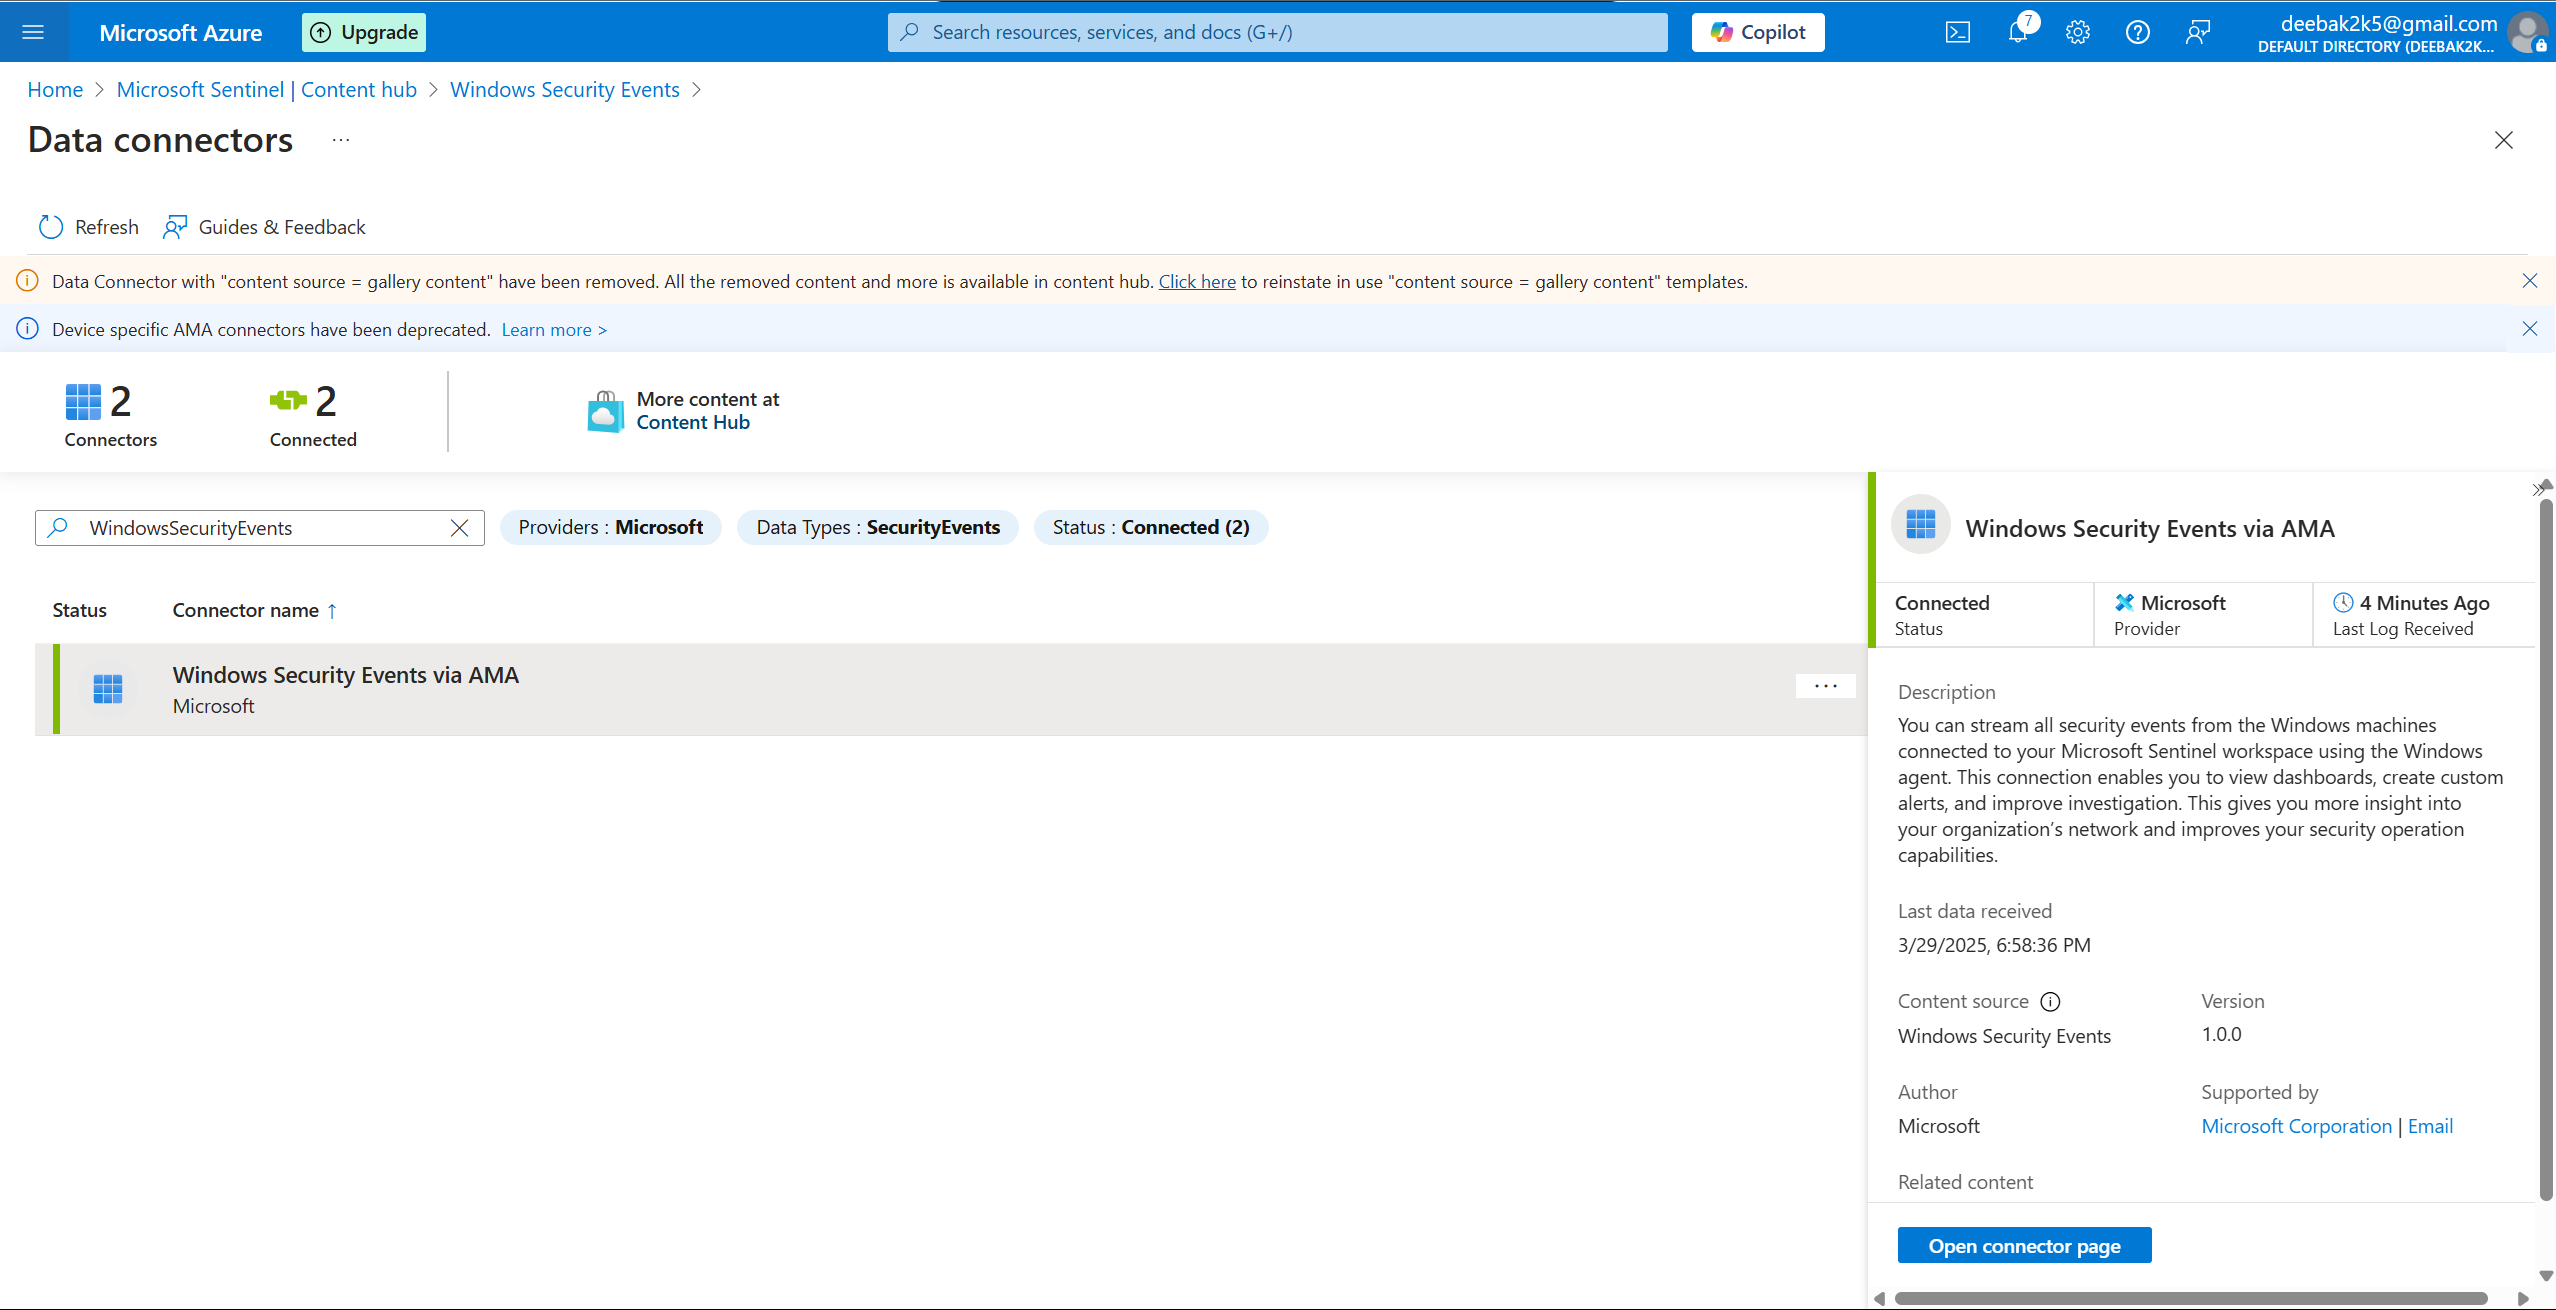 Microsoft Azure
Upgrade
Search resources, services, and docs (G+/)
Copilot
7
deebak2k5@gmail.com
DEFAULT DIRECTORY (DEEBAK2K...
Home > Microsoft Sentinel | Content hub > Windows Security Events >
Data connectors ...
Refresh Guides & Feedback
Data Connector with "content source = gallery content" have been removed. All the removed content and more is available in content hub. Click here to reinstate in use "content source = gallery content" templates.
Device specific AMA connectors have been deprecated. Learn more >
2
Connectors
2
Connected
More content at
Content Hub
WindowsSecurityEvents
Providers : Microsoft
Data Types : SecurityEvents
Status : Connected (2)
Status Connector name ↑
Windows Security Events via AMA
Microsoft
...
Windows Security Events via AMA
Connected
Status
Microsoft
Provider
4 Minutes Ago
Last Log Received
Description
You can stream all security events from the Windows machines
connected to your Microsoft Sentinel workspace using the Windows
agent. This connection enables you to view dashboards, create custom
alerts, and improve investigation. This gives you more insight into
your organization’s network and improves your security operation
capabilities.
Last data received
3/29/2025, 6:58:36 PM
Content source Version
Windows Security Events 1.0.0
Author Supported by
Microsoft Microsoft Corporation | Email
Related content
Open connector page